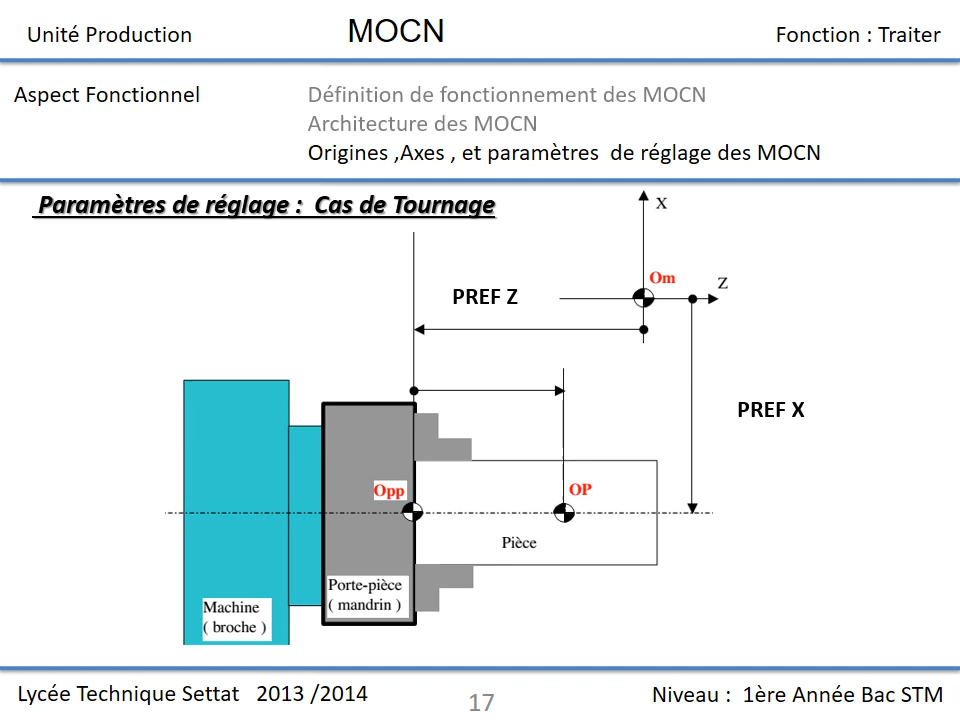 Unité Production
MOCN
Fonction : Traiter
Aspect Fonctionnel
Définition de fonctionnement des MOCN
Architecture des MOCN
Origines ,Axes , et paramètres  de réglage des MOCN
Paramètres de réglage :  Cas de Tournage
X
Om
Z
PREF Z
PREF X
Opp
OP
Pièce
Porte-pièce
( mandrin )
Machine
( broche )
Lycée Technique Settat   2013 /2014
17
Niveau :  1ère Année Bac STM